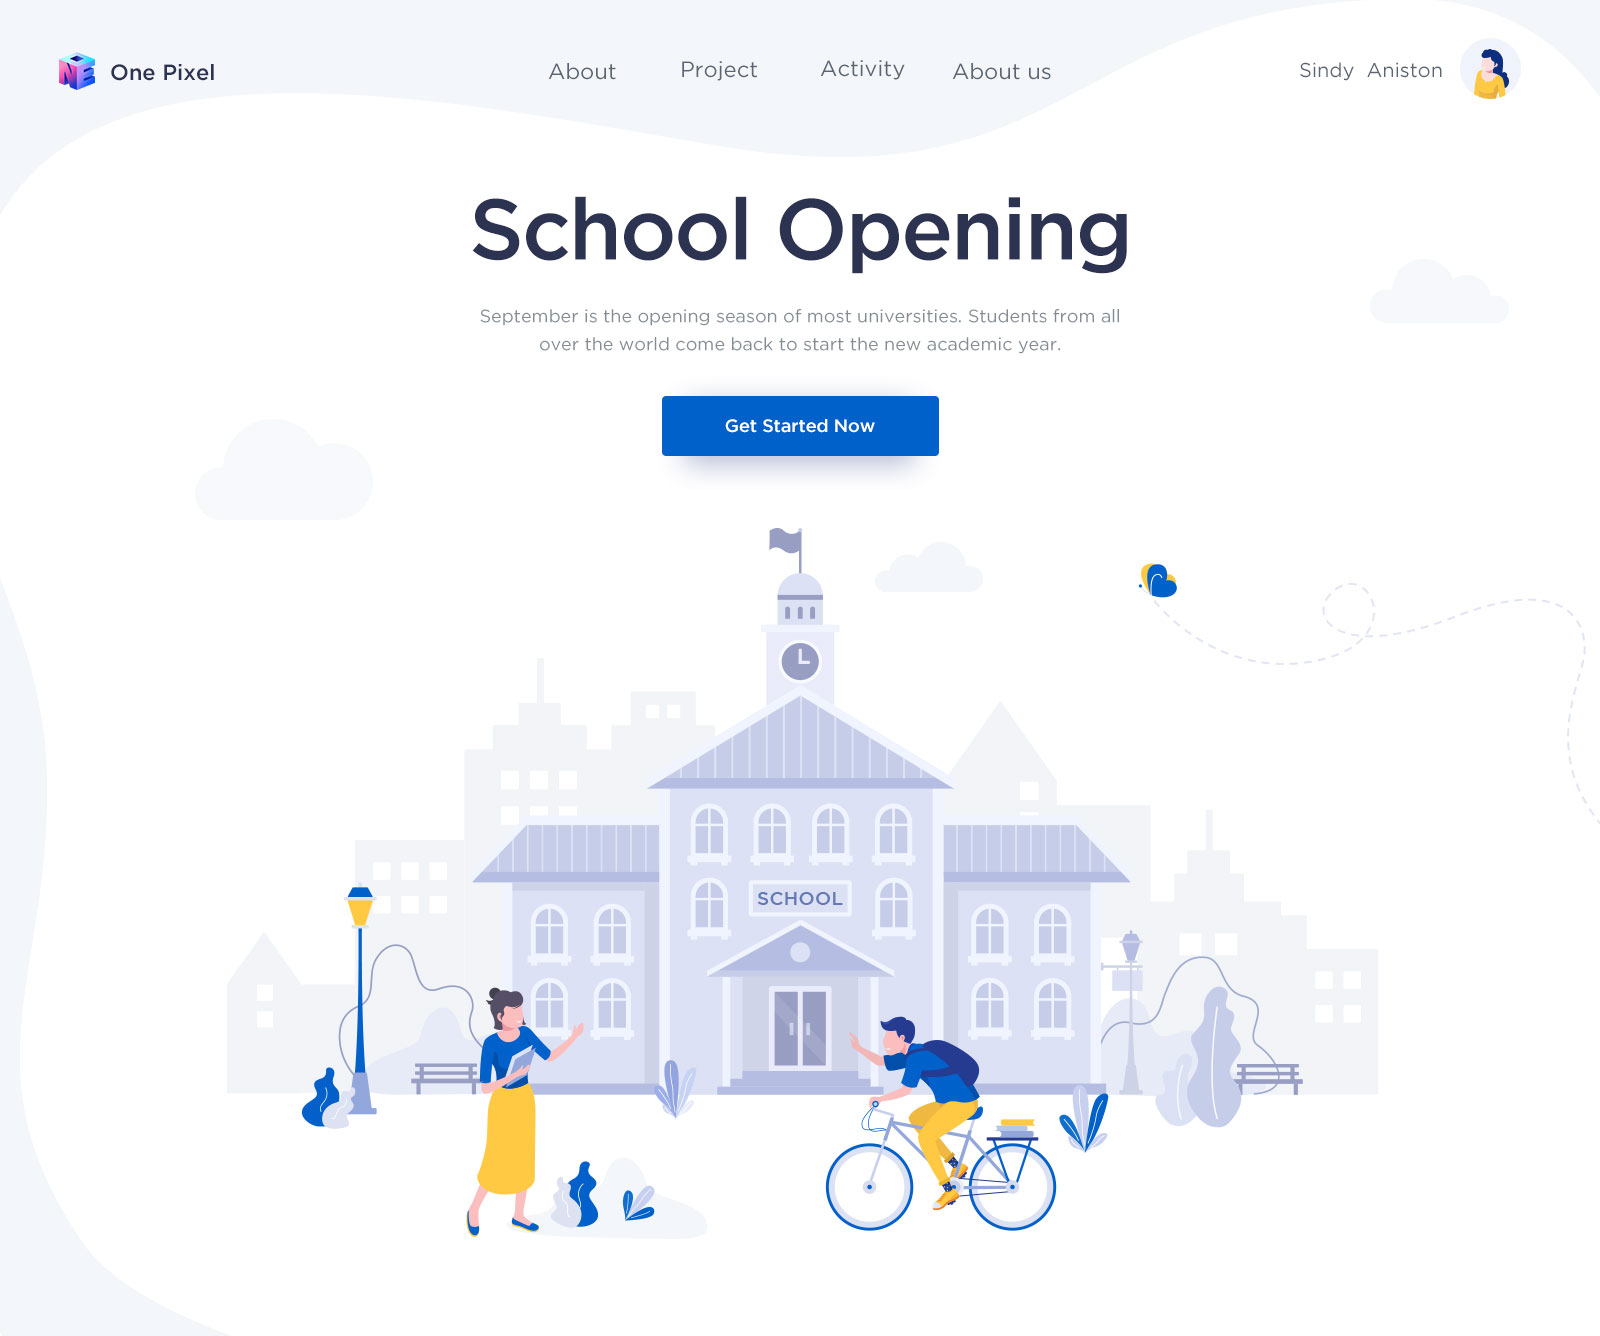 One Pixel
About
Project
Activity
About us
Sindy Aniston
School Opening
September is the opening season of most universities. Students from all
over the world come back to start the new academic year.
Get Started Now
SCHOOL